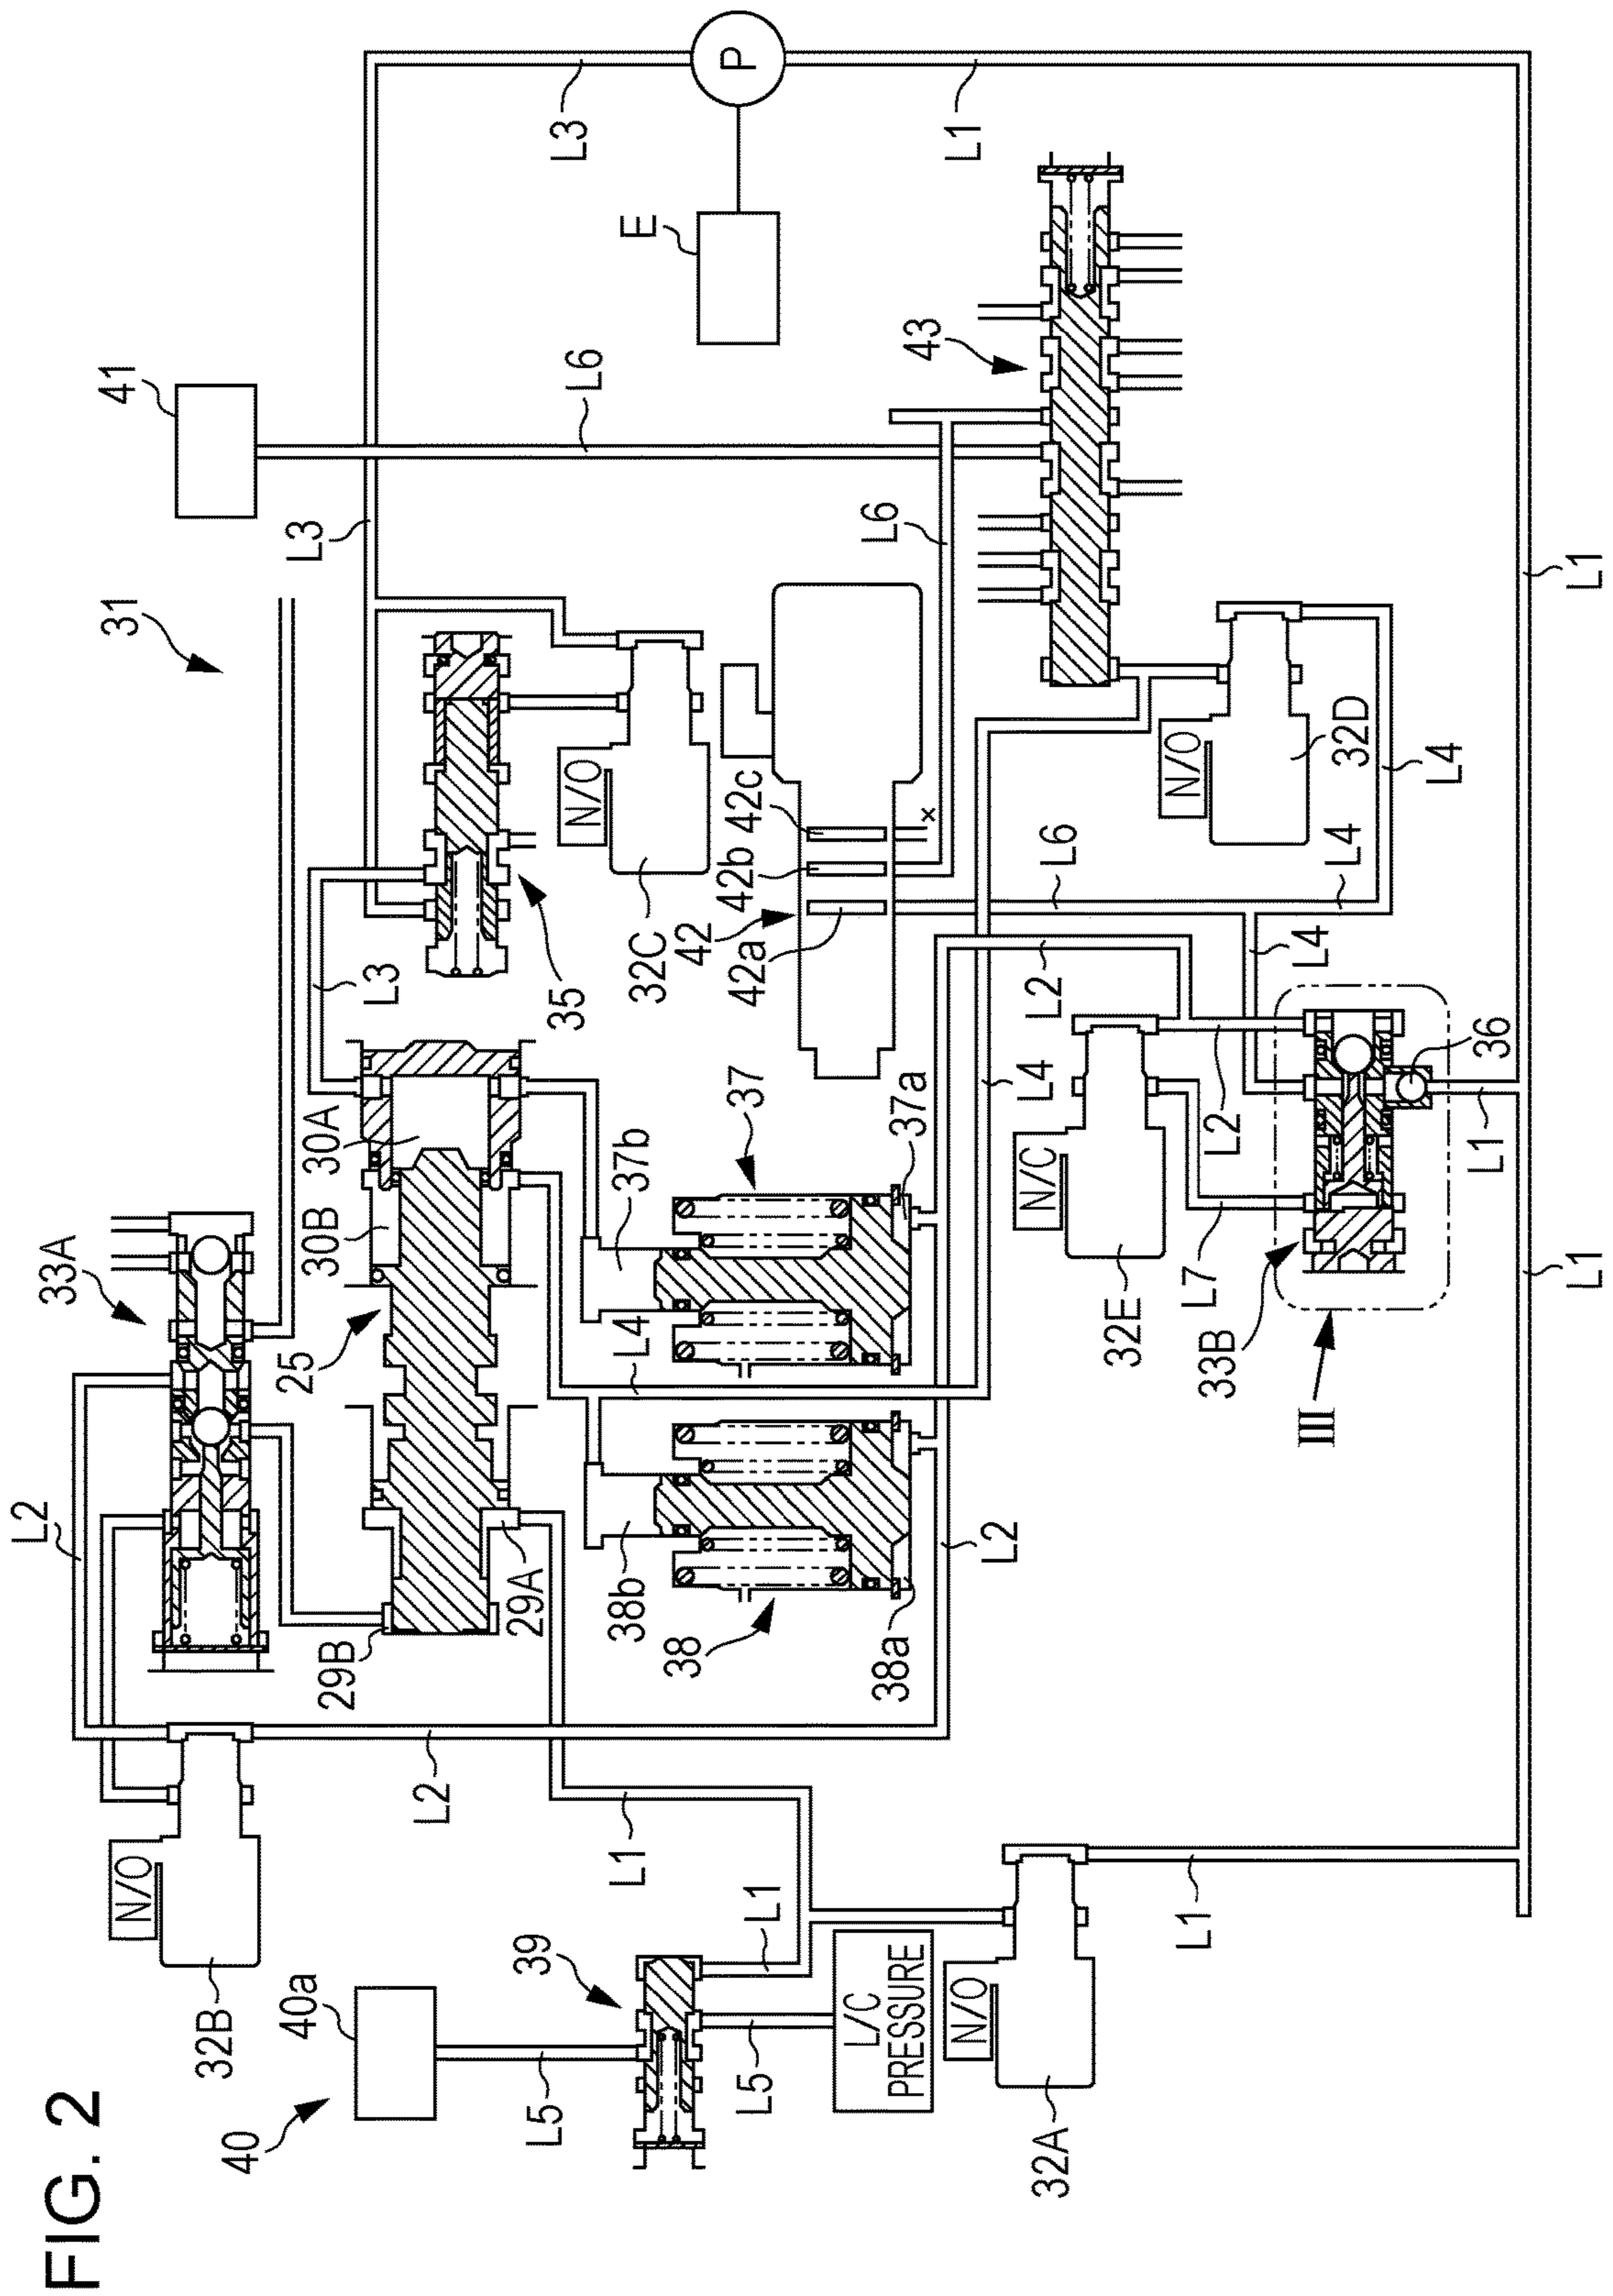 FIG. 2
40
40a
32B
N/O
L2
33A
31
41
L3
L6
E
P
L3
L1
29B
29A
25
30B
30A
L3
35
32C
N/O
L5
39
L1
L1
L2
38b
38
38a
L4
37b
37
37a
42
42a
42b
42c
×
L6
43
L5
L/C
PRESSURE
N/O
32A
L1
L2
L4
L2
L6
N/O
32D
L4
L4
L4
32E
N/C
L7
L2
33B
III
36
L1
L1
L1